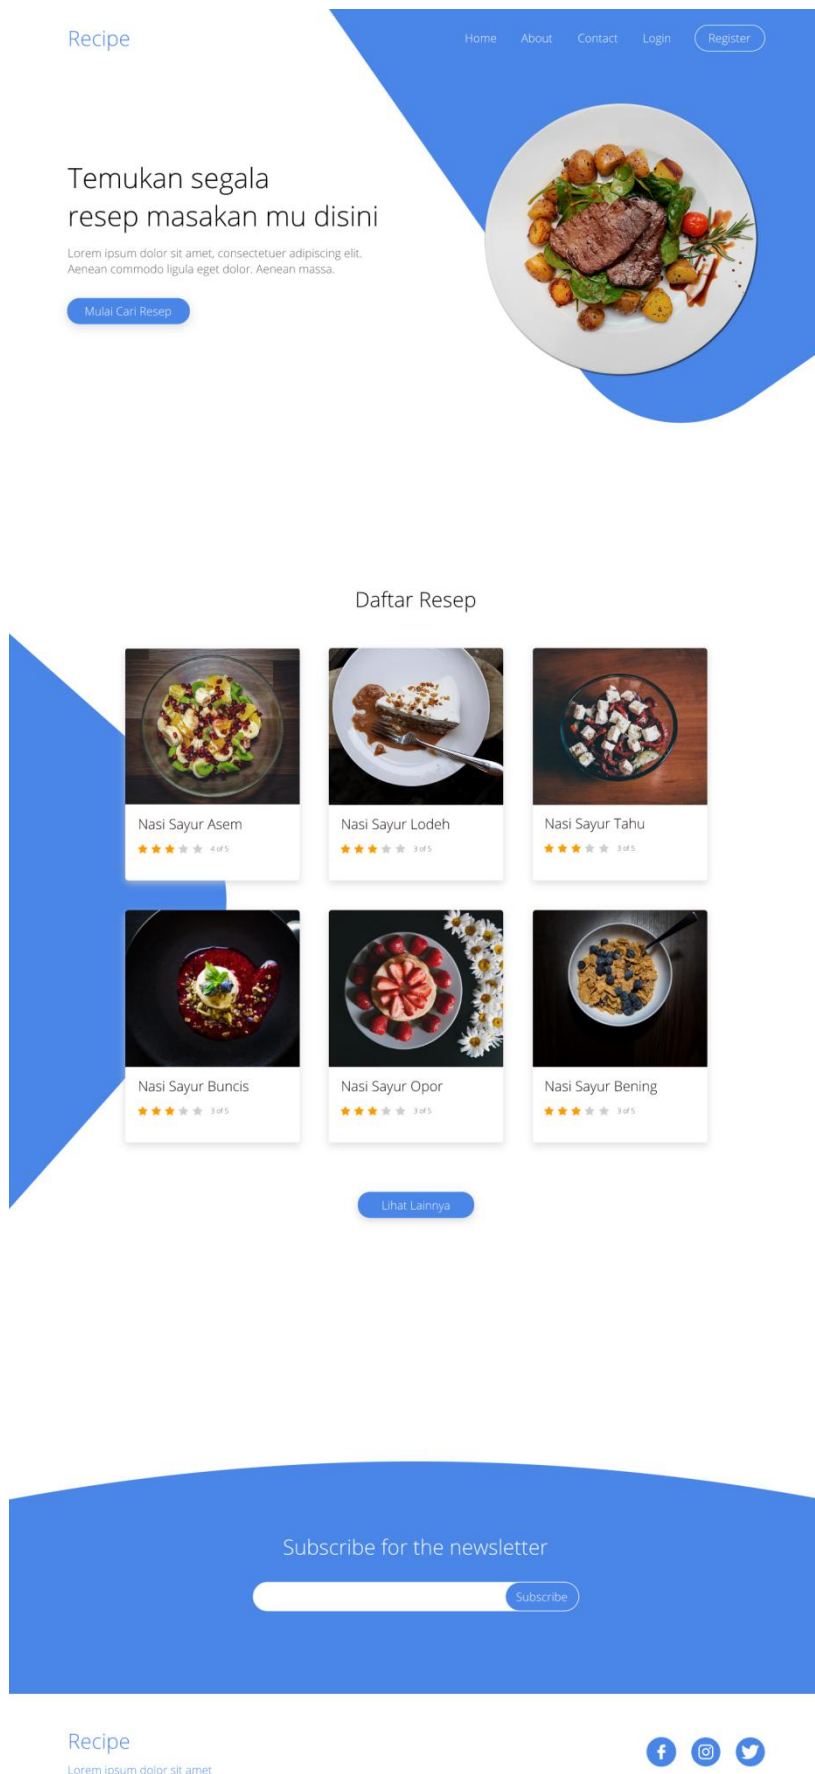 Recipe
Home
About
Contact
Login
Register
Temukan segala
resep masakan mu disini
Lorem ipsum dolor sit amet, consectetuer adipiscing elit.
Aenean commodo ligula eget dolor. Aenean massa.
Mulai Cari Resep
Daftar Resep
Nasi Sayur Asem
4 of 5
Nasi Sayur Lodeh
3 of 5
Nasi Sayur Tahu
3 of 5
Nasi Sayur Buncis
3 of 5
Nasi Sayur Opor
3 of 5
Nasi Sayur Bening
3 of 5
Lihat Lainnya
Subscribe for the newsletter
Subscribe
Recipe
Lorem ipsum dolor sit amet